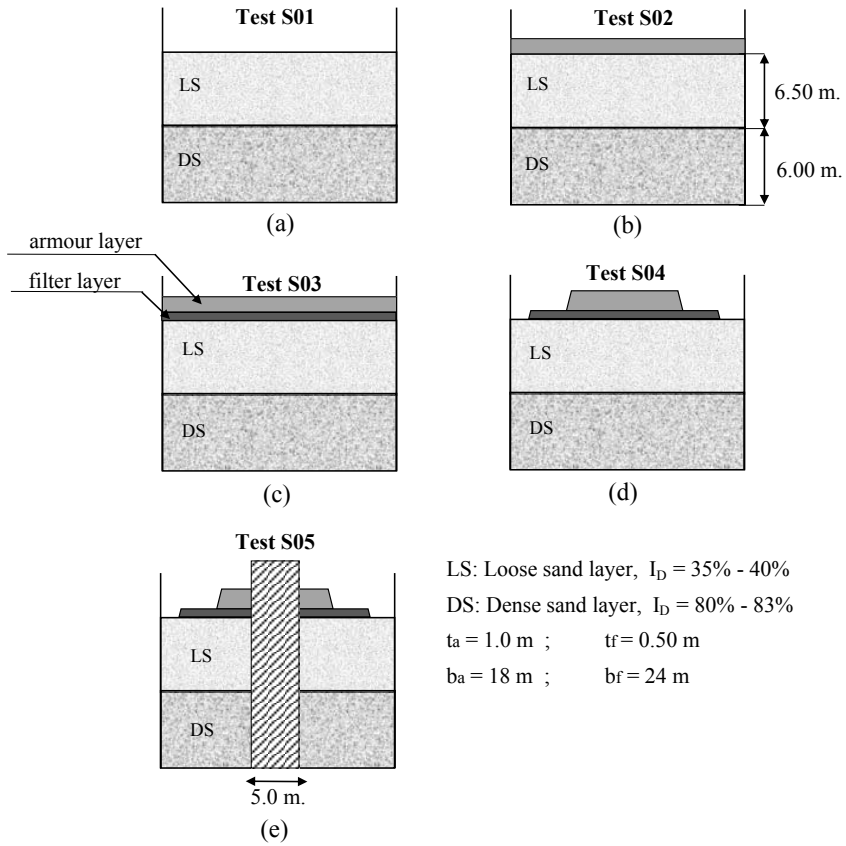 Test S01
LS
DS
(a)
Test S02
LS
DS
6.50 m.
6.00 m.
(b)
armour layer
filter layer
Test S03
LS
DS
(c)
Test S04
LS
DS
(d)
Test S05
LS
DS
5.0 m.
(e)
LS: Loose sand layer, ID = 35% - 40%
DS: Dense sand layer, ID = 80% - 83%
ta = 1.0 m ; tf = 0.50 m
ba = 18 m ; bf = 24 m